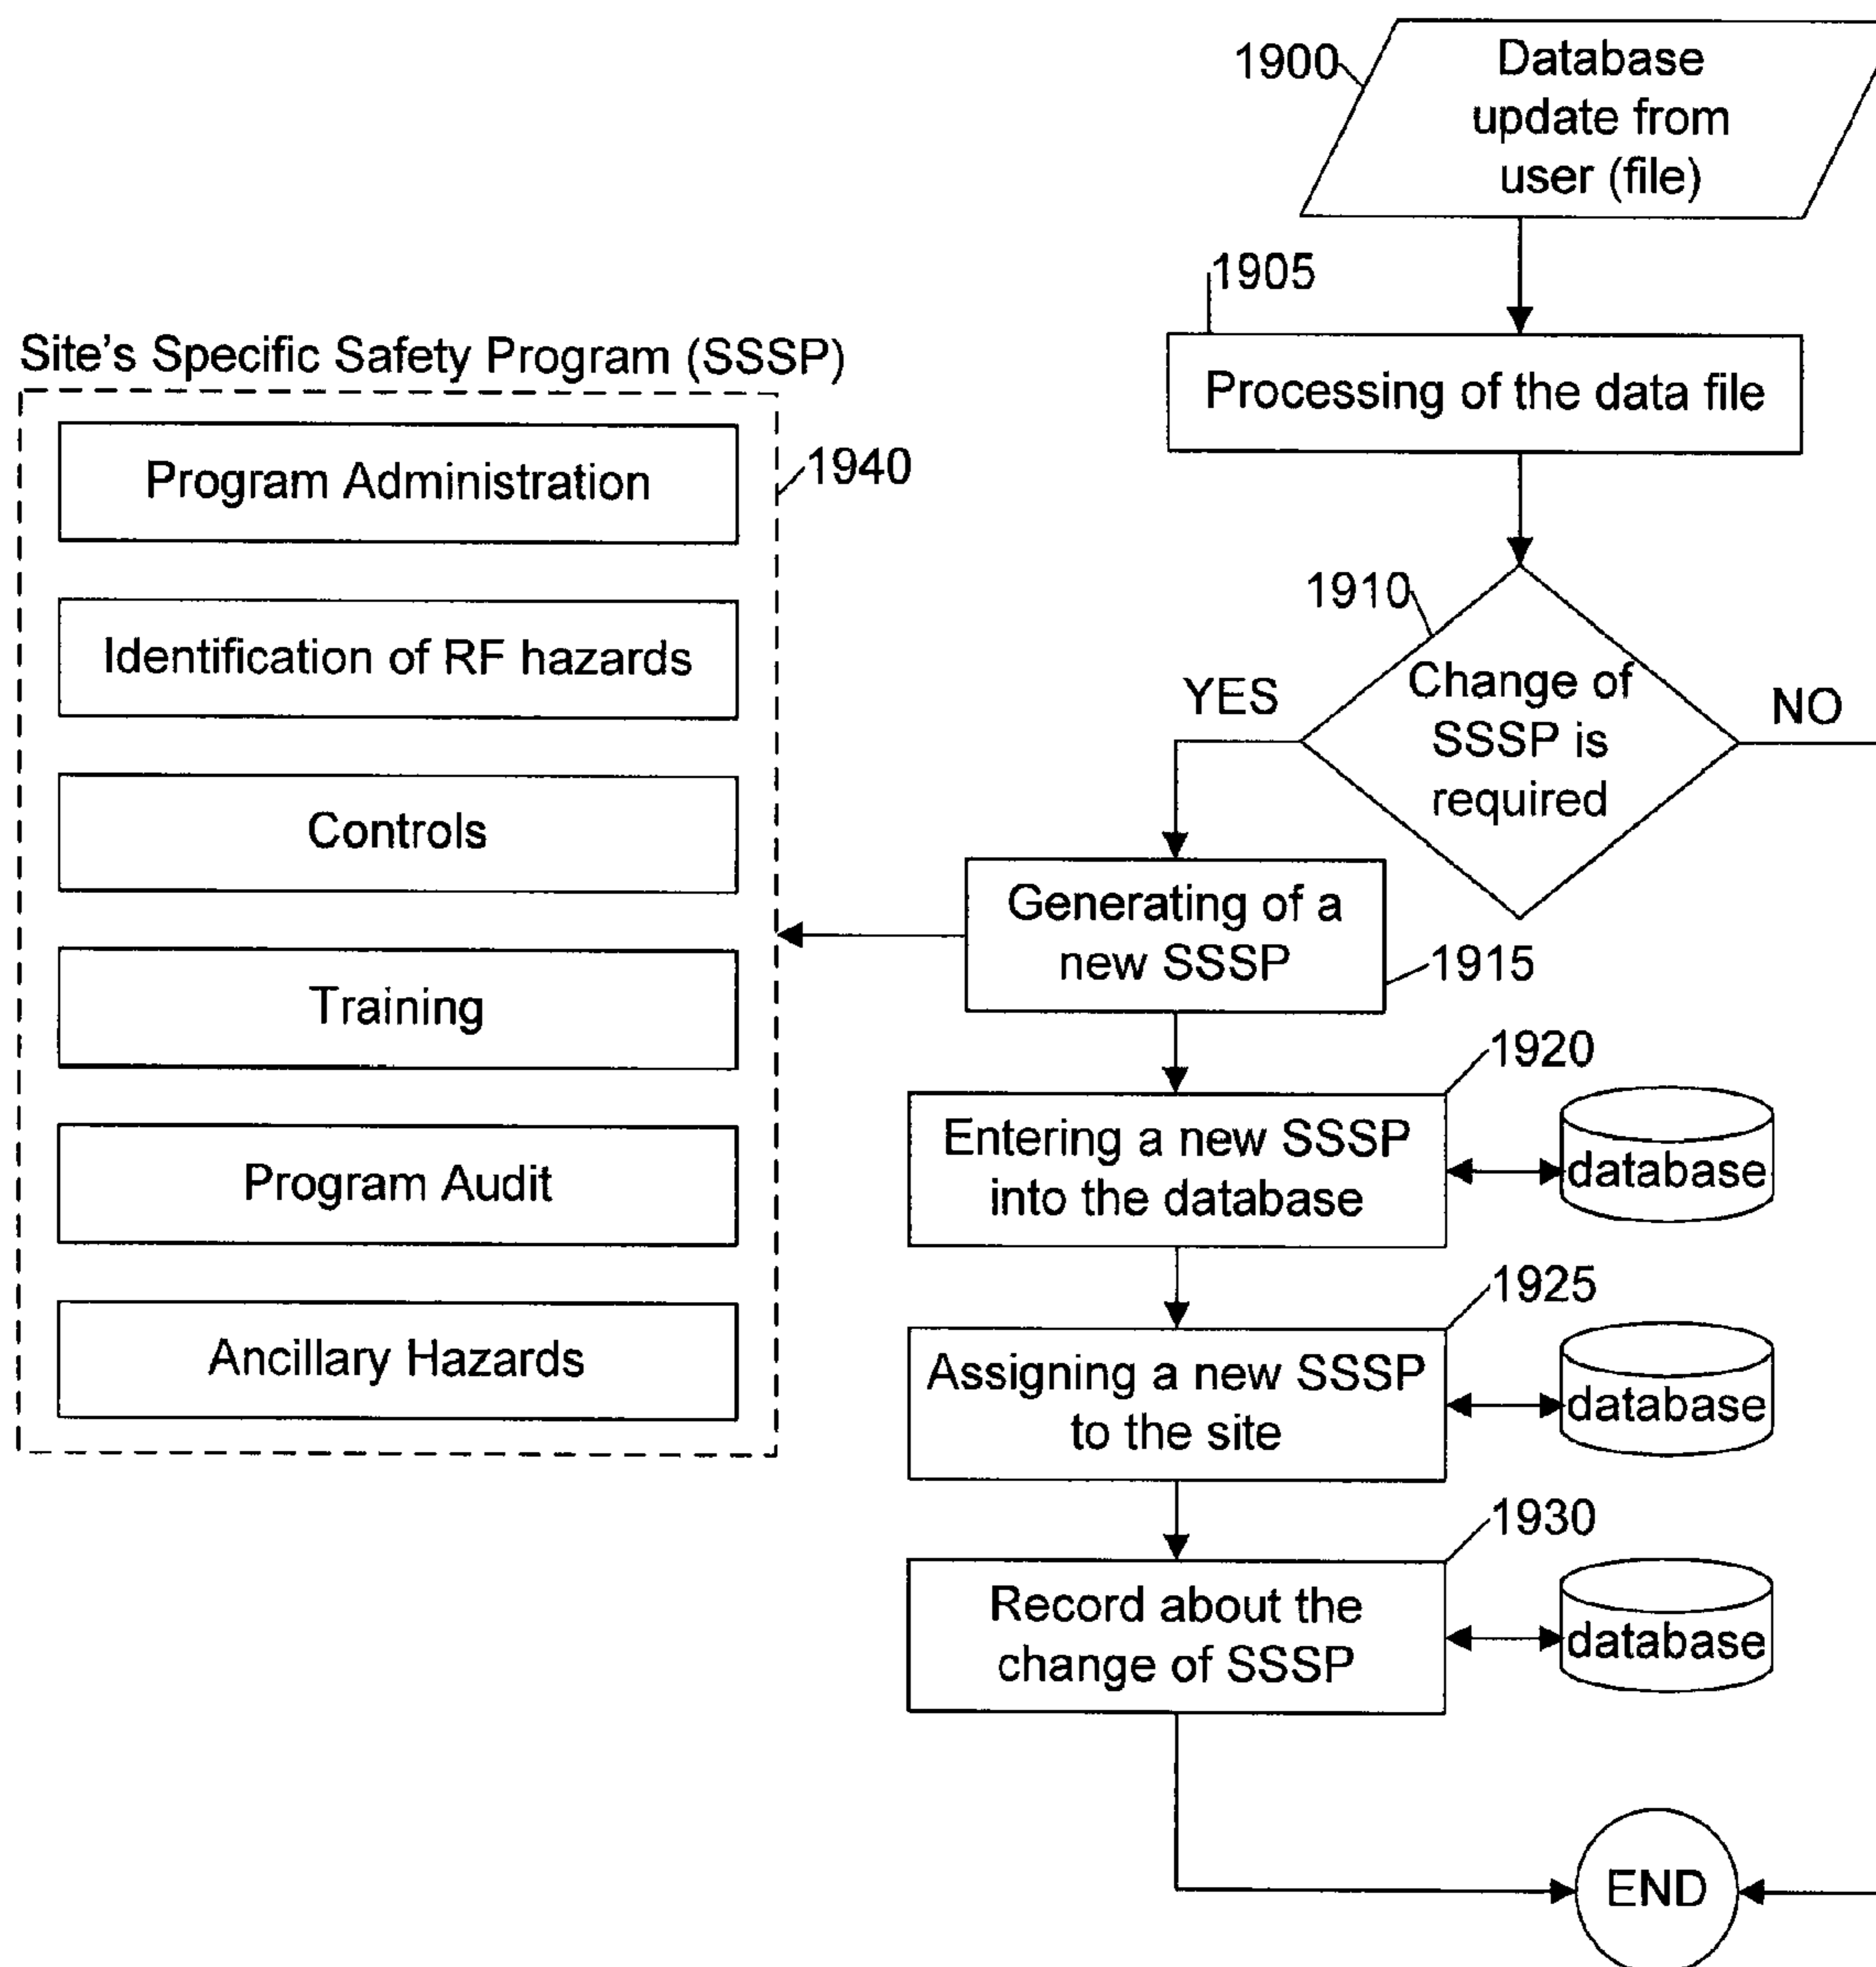 1900
Database
update from
user (file)
1905
Processing of the data file
Site's Specific Safety Program (SSSP)
1940
Program Administration
Identification of RF hazards
Controls
Training
Program Audit
Ancillary Hazards
1910
Change of
SSSP is
required
YES
NO
Generating of a
new SSSP
1915
1920
Entering a new SSSP
into the database
database
1925
Assigning a new SSSP
to the site
database
1930
Record about the
change of SSSP
database
END